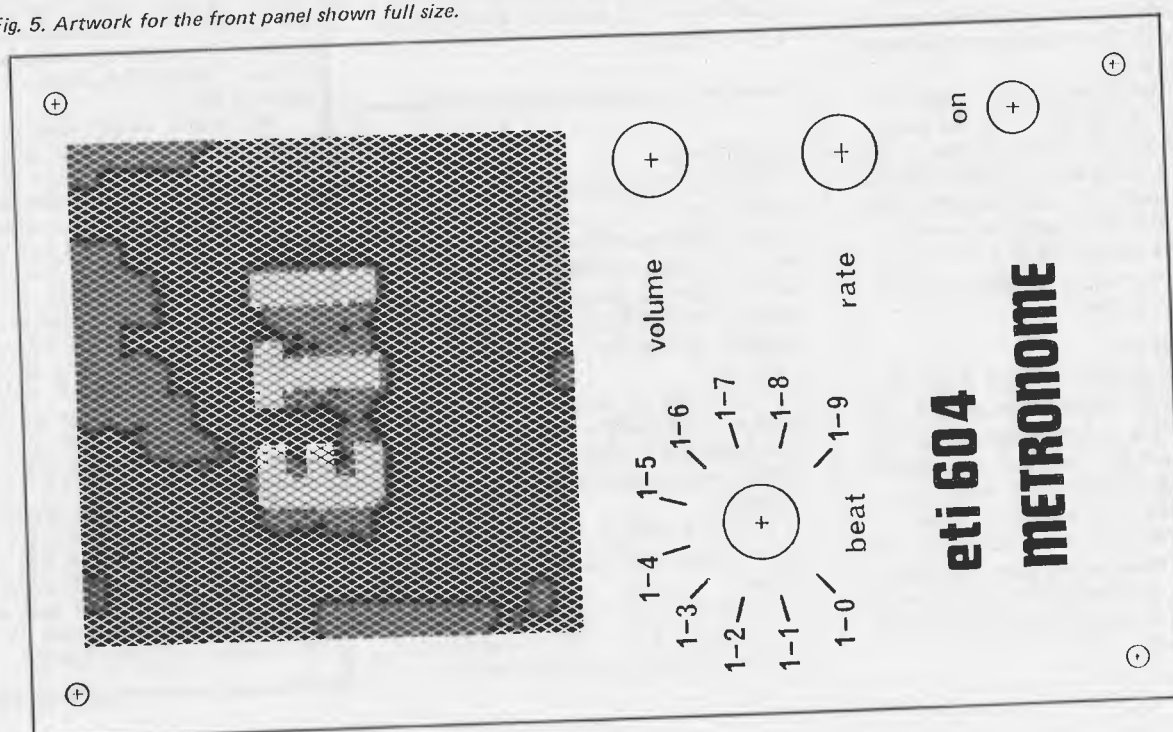 Fig. 5. Artwork for the front panel shown full size.
ETI
volume
rate
on
1-0
1-1
1-2
1-3
1-4
1-5
1-6
1-7
1-8
1-9
beat
eti 604
METRONOME